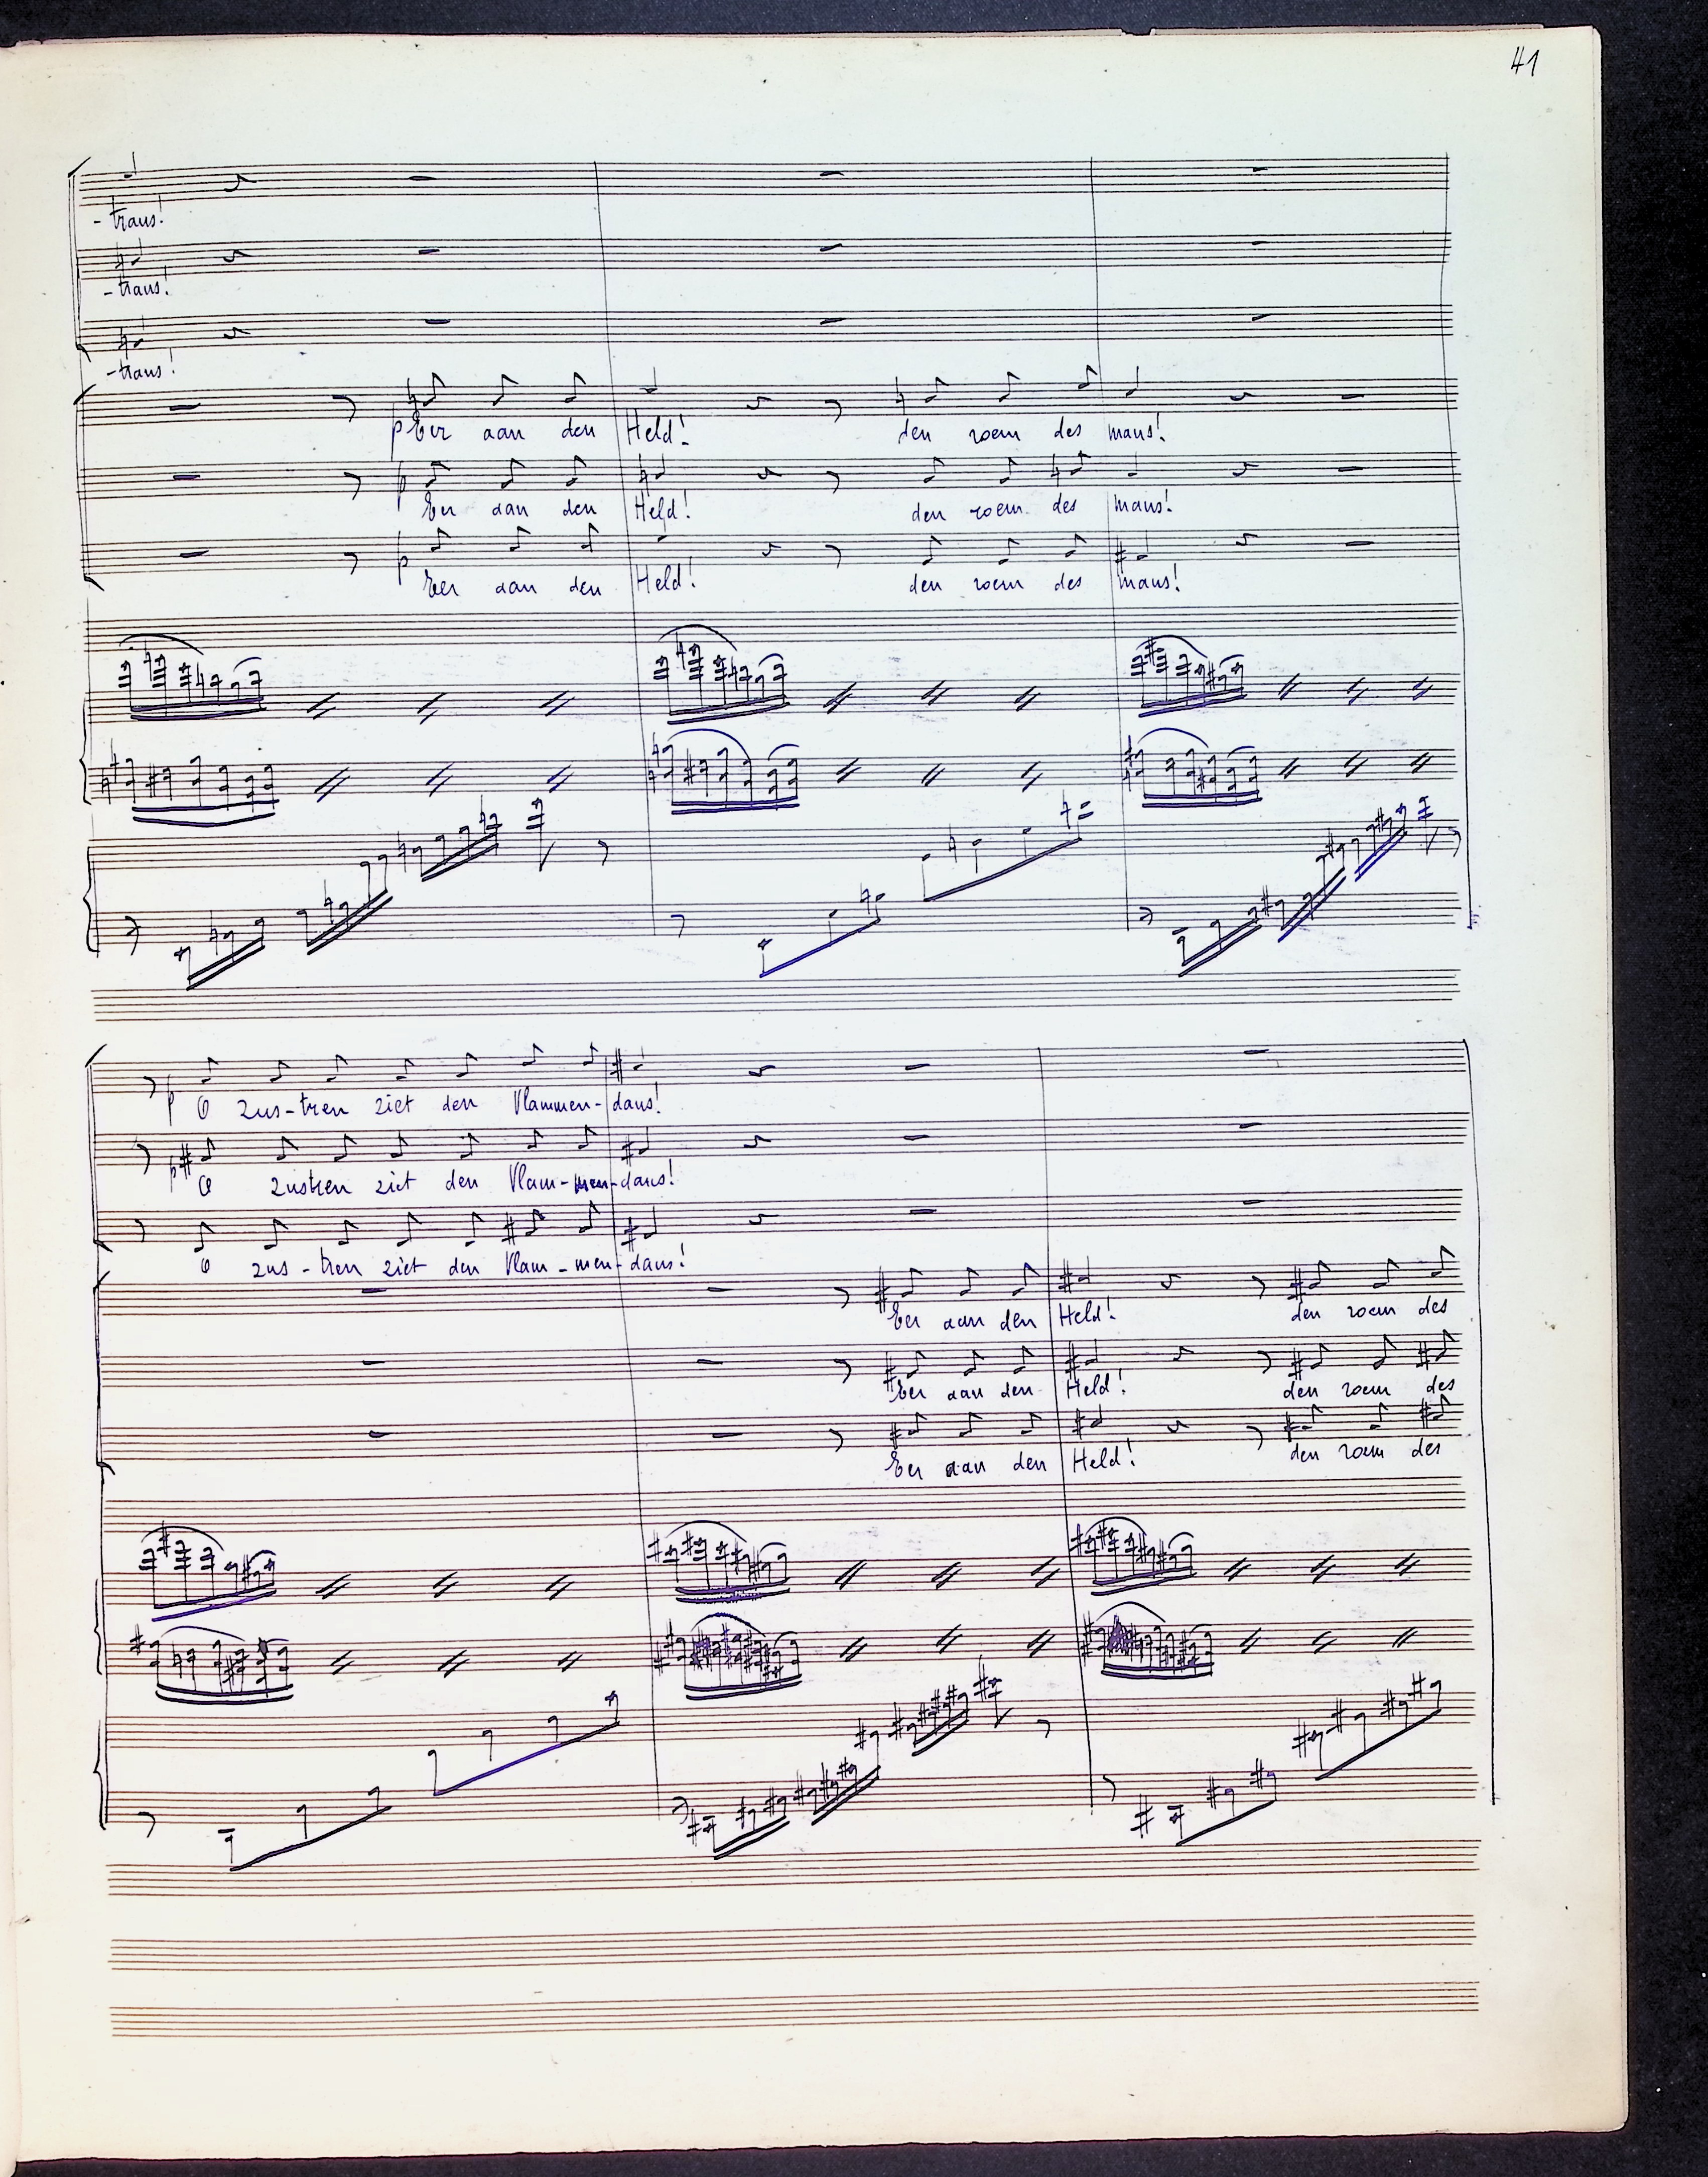 41
- trans!
- trans!
- trans!
p Eer aan den Held! den roem des mans!
p Eer aan den Held! den roem des mans!
p Eer aan den Held! den roem des mans!
p O zus-tren ziet den Vlammen-dans!
p O zustren ziet den Vlam-men-dans!
O zus-tren ziet den Vlam-men-dans!
Eer aan den Held! den roem des
Eer aan den Held! den roem des
Eer aan den Held! den roem des